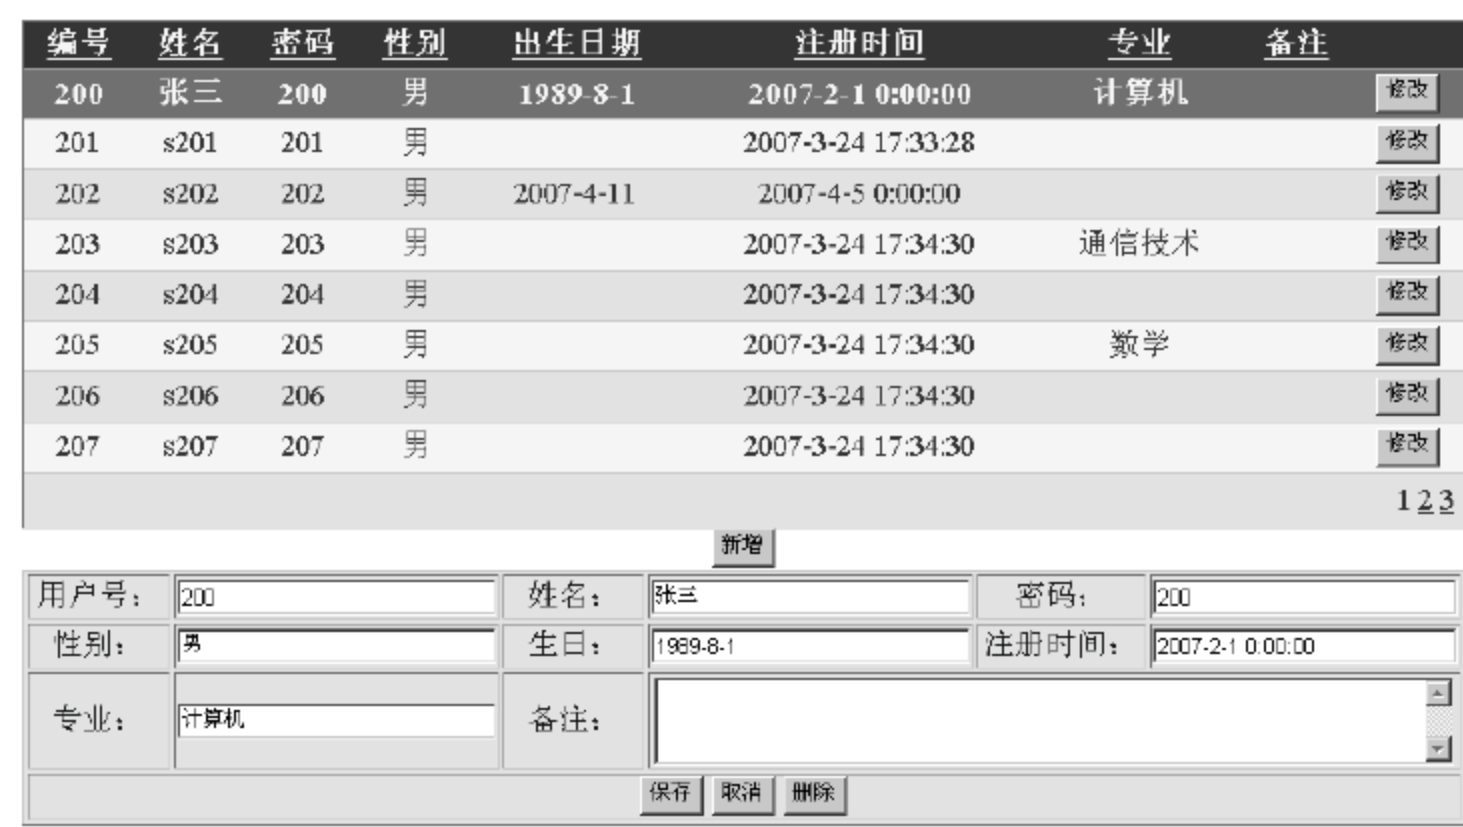 编号 姓名 密码 性别 出生日期 注册时间 专业 备注
200 张三 200 男 1989-8-1 2007-2-1 0:00:00 计算机 修改
201 s201 201 男 2007-3-24 17:33:28 修改
202 s202 202 男 2007-4-11 2007-4-5 0:00:00 修改
203 s203 203 男 2007-3-24 17:34:30 通信技术 修改
204 s204 204 男 2007-3-24 17:34:30 修改
205 s205 205 男 2007-3-24 17:34:30 数学 修改
206 s206 206 男 2007-3-24 17:34:30 修改
207 s207 207 男 2007-3-24 17:34:30 修改
1 2 3
新增
用户号: 200 姓名: 张三 密码: 200
性别: 男 生日: 1989-8-1 注册时间: 2007-2-1 0:00:00
专业: 计算机 备注:
保存 取消 删除